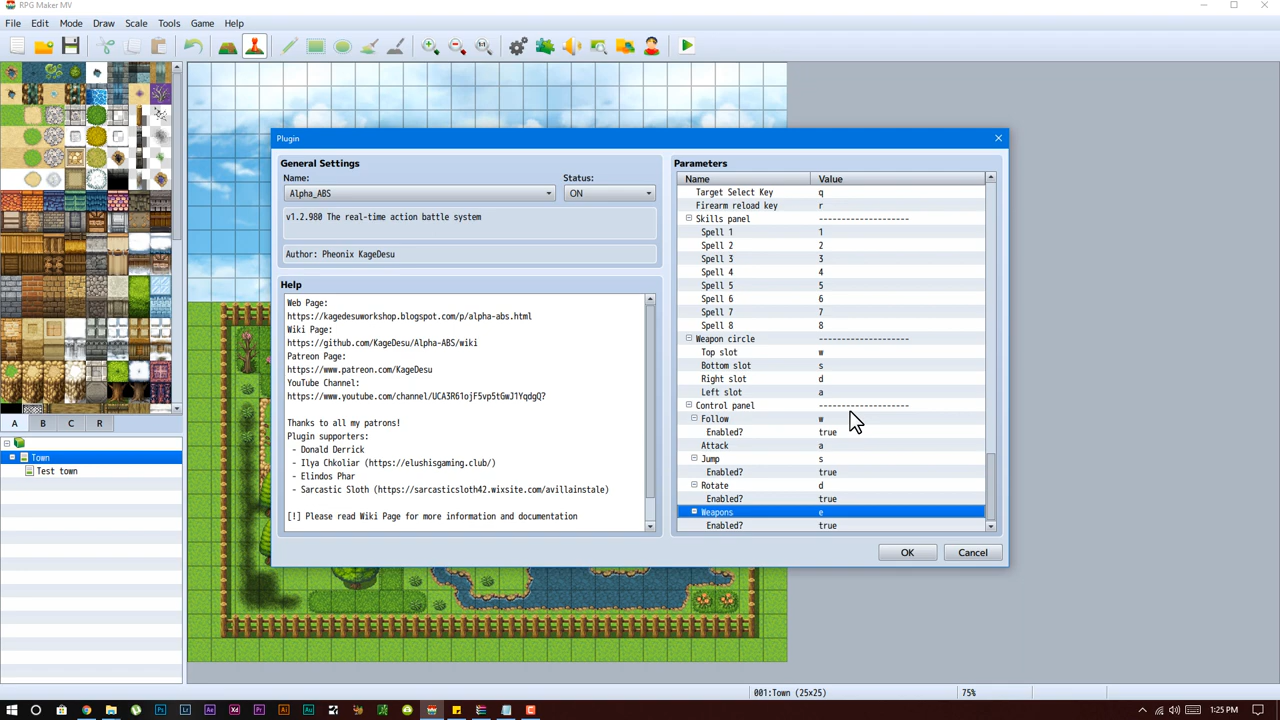 RPG Maker MV
File Edit Mode Draw Scale Tools Game Help
Plugin
General Settings
Name:
Status:
Alpha_ABS
ON
v1.2.980 The real-time action battle system
Author: Pheonix KageDesu
Help
Web Page:
https://kagedesuworkshop.blogspot.com/p/alpha-abs.html
Wiki Page:
https://github.com/KageDesu/Alpha-ABS/wiki
Patreon Page:
https://www.patreon.com/KageDesu
YouTube Channel:
https://www.youtube.com/channel/UCA3R61ojF5vp5tGwJ1YqdgQ?
Thanks to all my patrons!
Plugin supporters:
- Donald Derrick
- Ilya Chkoliar (https://elushisgaming.club/)
- Elindos Phar
- Sarcastic Sloth (https://sarcasticsloth42.wixsite.com/avillainstale)
[!] Please read Wiki Page for more information and documentation
Parameters
Name Value
Target Select Key q
Firearm reload key r
Skills panel --------------------
Spell 1 1
Spell 2 2
Spell 3 3
Spell 4 4
Spell 5 5
Spell 6 6
Spell 7 7
Spell 8 8
Weapon circle --------------------
Top slot w
Bottom slot s
Right slot d
Left slot a
Control panel --------------------
Follow w
Enabled? true
Attack a
Jump s
Enabled? true
Rotate d
Enabled? true
Weapons e
Enabled? true
OK Cancel
A B C R
Town
Test town
001:Town (25x25) 75%
Ps Lr Ae Xd Pr Ai Au
1:25 PM